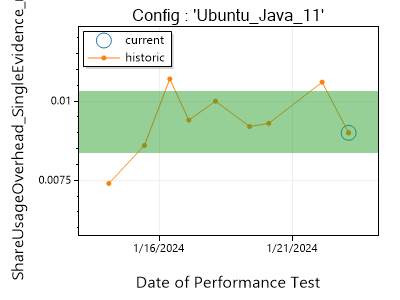 Config : 'Ubuntu_Java_11'
current
historic
0.01
0.0075
ShareUsageOverhead_SingleEvidence_
1/16/2024
1/21/2024
Date of Performance Test